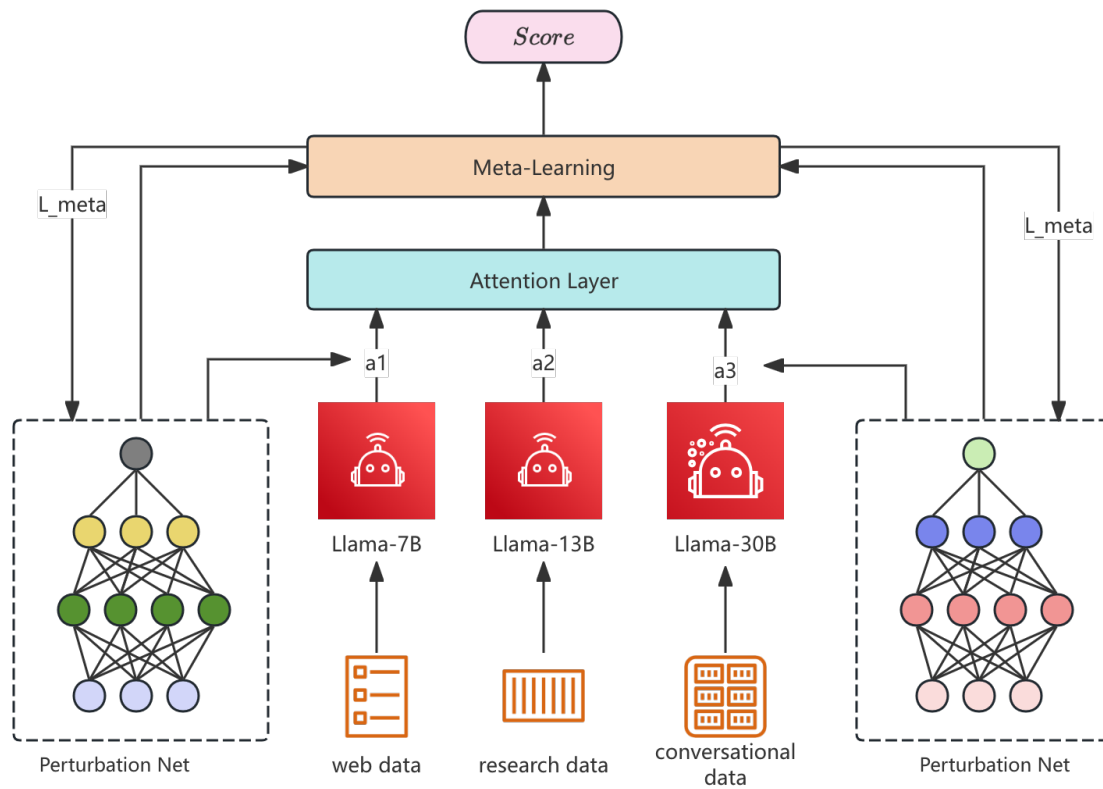 Score
Meta-Learning
L_meta
L_meta
Attention Layer
a1
a2
a3
Llama-7B
Llama-13B
Llama-30B
Perturbation Net
web data
research data
conversational
data
Perturbation Net